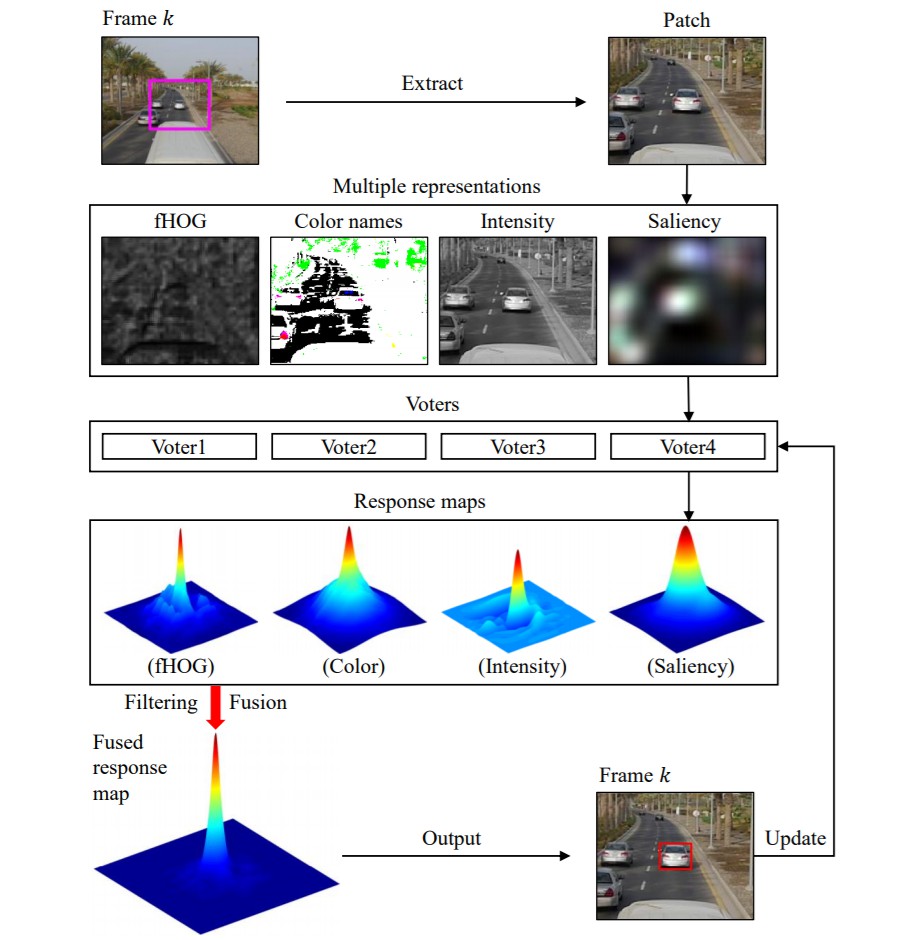 Frame k
Patch
Extract
Multiple representations
fHOG
Color names
Intensity
Saliency
Voters
Voter1
Voter2
Voter3
Voter4
Response maps
(fHOG)
(Color)
(Intensity)
(Saliency)
Filtering
Fusion
Fused
response
map
Frame k
Output
Update